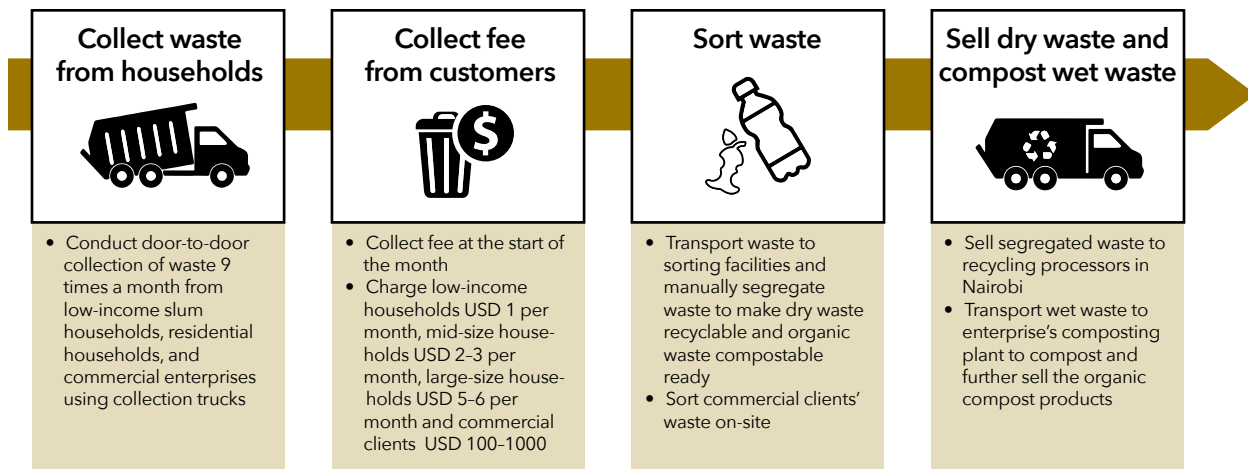 Collect waste
from households
• Conduct door-to-door
collection of waste 9
times a month from
low-income slum
households, residential
households, and
commercial enterprises
using collection trucks
Collect fee
from customers
$
• Collect fee at the start of
the month
• Charge low-income
households USD 1 per
month, mid-size house-
holds USD 2–3 per
month, large-size house-
holds USD 5–6 per
month and commercial
clients USD 100–1000
Sort waste
• Transport waste to
sorting facilities and
manually segregate
waste to make dry waste
recyclable and organic
waste compostable
ready
• Sort commercial clients’
waste on-site
Sell dry waste and
compost wet waste
• Sell segregated waste to
recycling processors in
Nairobi
• Transport wet waste to
enterprise’s composting
plant to compost and
further sell the organic
compost products